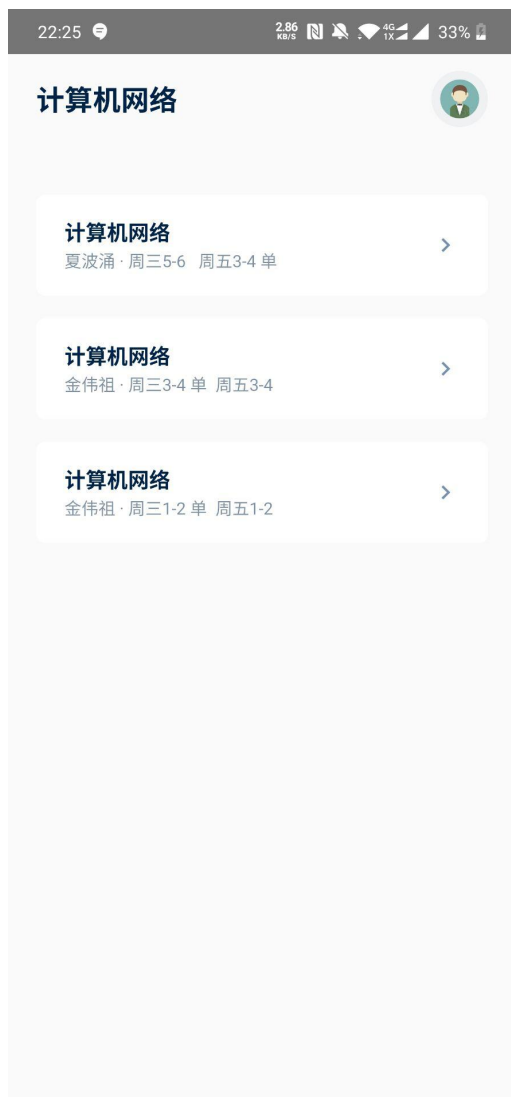 22:25 2.86 KB/S 4G 1X 33%
计算机网络
计算机网络
夏波涌 · 周三5-6 周五3-4 单
计算机网络
金伟祖 · 周三3-4 单 周五3-4
计算机网络
金伟祖 · 周三1-2 单 周五1-2